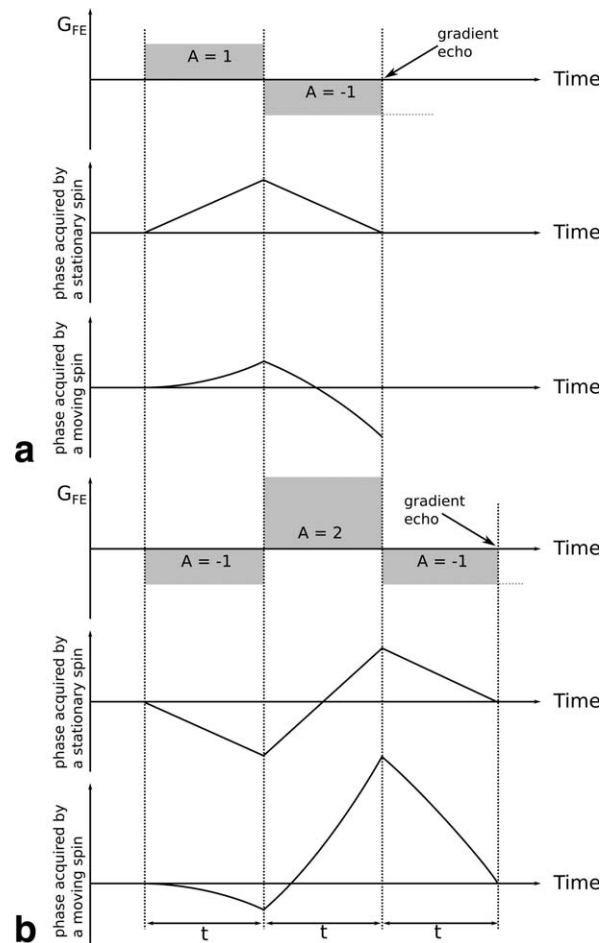 G_FE
A = 1
gradient
echo
Time
A = -1
phase acquired by
a stationary spin
Time
phase acquired by
a moving spin
Time
a
G_FE
gradient
echo
A = 2
Time
A = -1
A = -1
phase acquired by
a stationary spin
Time
phase acquired by
a moving spin
Time
b
t
t
t